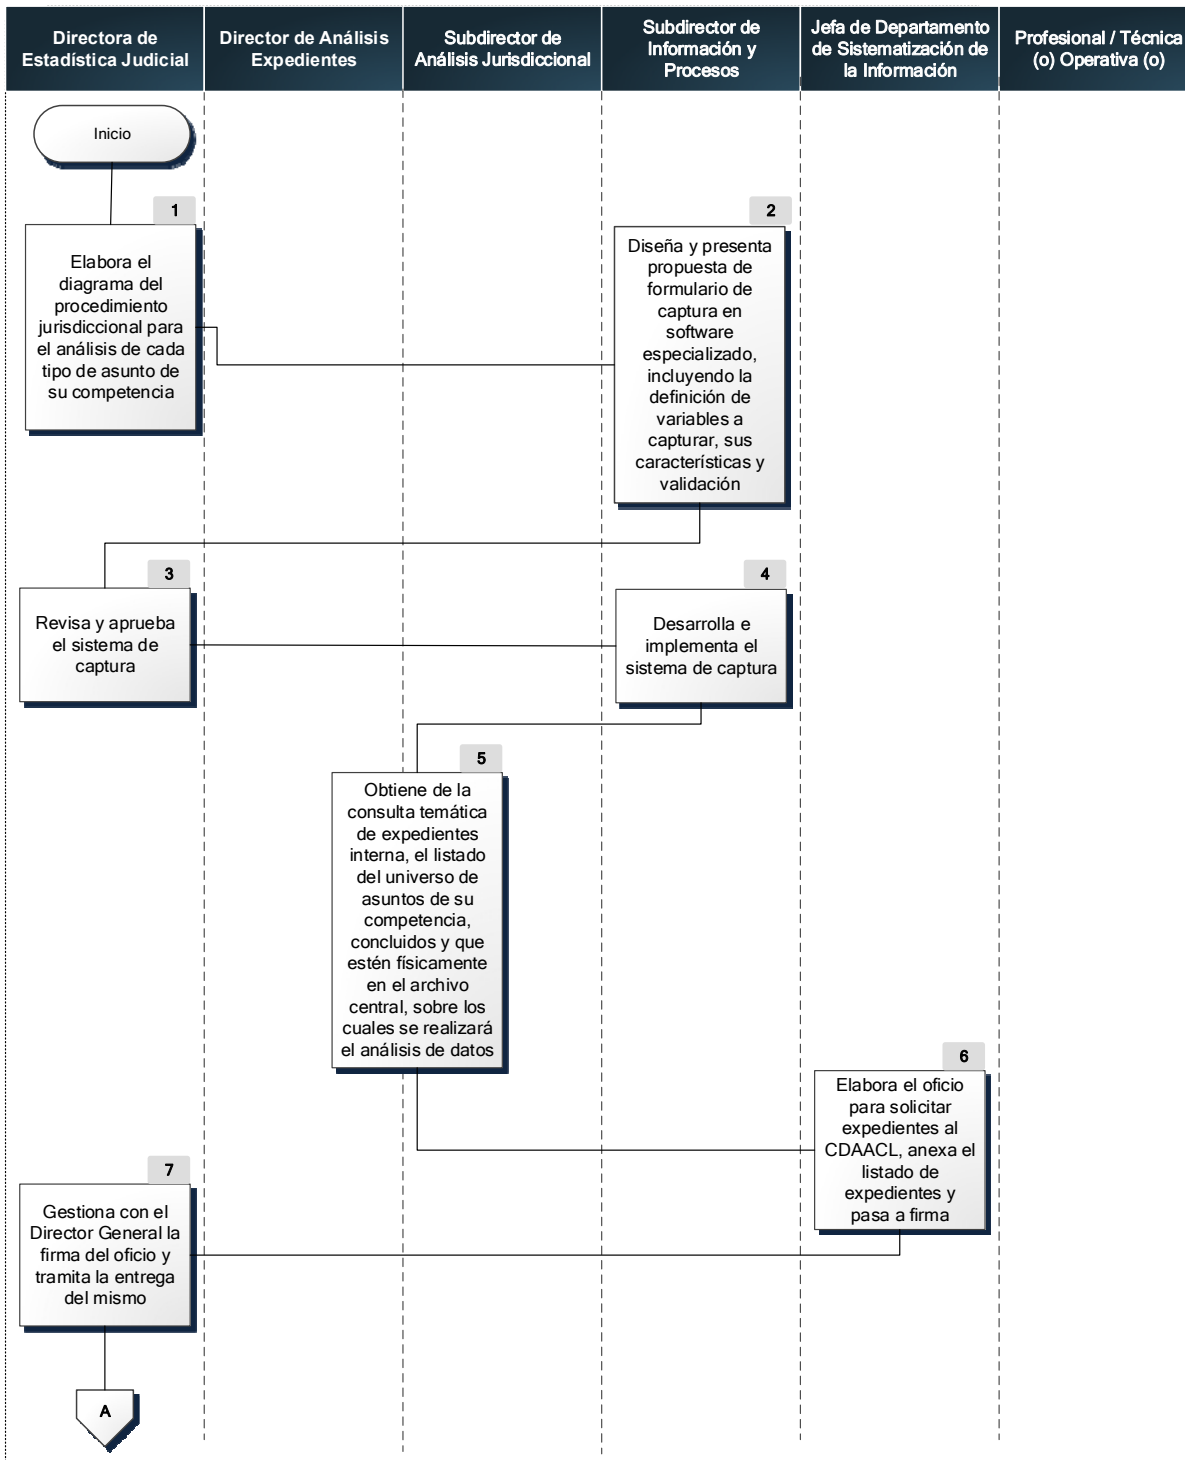 Directora de
Estadística Judicial
Director de Análisis
Expedientes
Subdirector de
Análisis Jurisdiccional
Subdirector de
Información y
Procesos
Jefa de Departamento
de Sistematización de
la Información
Profesional / Técnica
(o) Operativa (o)
Inicio
1
Elabora el
diagrama del
procedimiento
jurisdiccional para
el análisis de cada
tipo de asunto de
su competencia
2
Diseña y presenta
propuesta de
formulario de
captura en
software
especializado,
incluyendo la
definición de
variables a
capturar, sus
características y
validación
3
Revisa y aprueba
el sistema de
captura
4
Desarrolla e
implementa el
sistema de captura
5
Obtiene de la
consulta temática
de expedientes
interna, el listado
del universo de
asuntos de su
competencia,
concluidos y que
estén físicamente
en el archivo
central, sobre los
cuales se realizará
el análisis de datos
6
Elabora el oficio
para solicitar
expedientes al
CDAACL, anexa el
listado de
expedientes y
pasa a firma
7
Gestiona con el
Director General la
firma del oficio y
tramita la entrega
del mismo
A